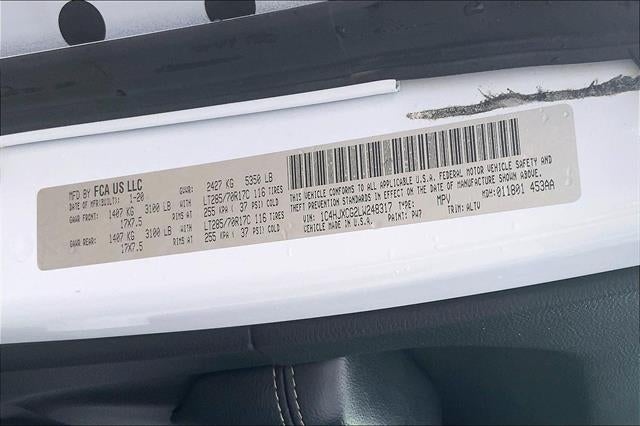 MFD BY FCA US LLC
DATE OF MFR(BUILT): 1-20 GVWR: 2427 KG 5350 LB
GAWR FRONT: 1407 KG 3100 LB WITH LT285/70R17C 116 TIRES
17X7.5 RIMS AT 255 KPA ( 37 PSI) COLD
GAWR REAR: 1407 KG 3100 LB WITH LT285/70R17C 116 TIRES
17X7.5 RIMS AT 255 KPA ( 37 PSI) COLD
THIS VEHICLE CONFORMS TO ALL APPLICABLE U.S.A. FEDERAL MOTOR VEHICLE SAFETY AND
THEFT PREVENTION STANDARDS IN EFFECT ON THE DATE OF MANUFACTURE SHOWN ABOVE.
VIN: TYPE: MPV MDH: 011801 453AA
VEHICLE MADE IN U.S.A. PAINT: PW7 TRIM: ALTV